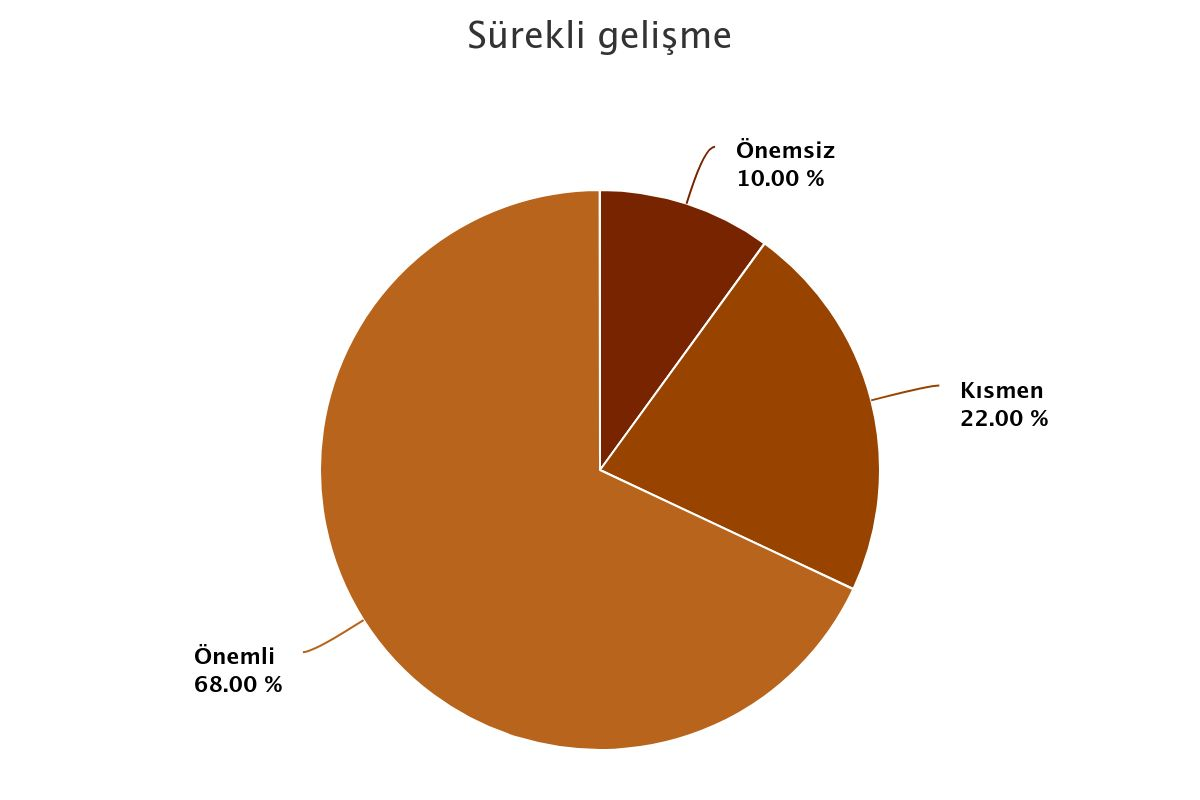 Sürekli gelişme
Önemsiz
10.00 %
Kısmen
22.00 %
Önemli
68.00 %